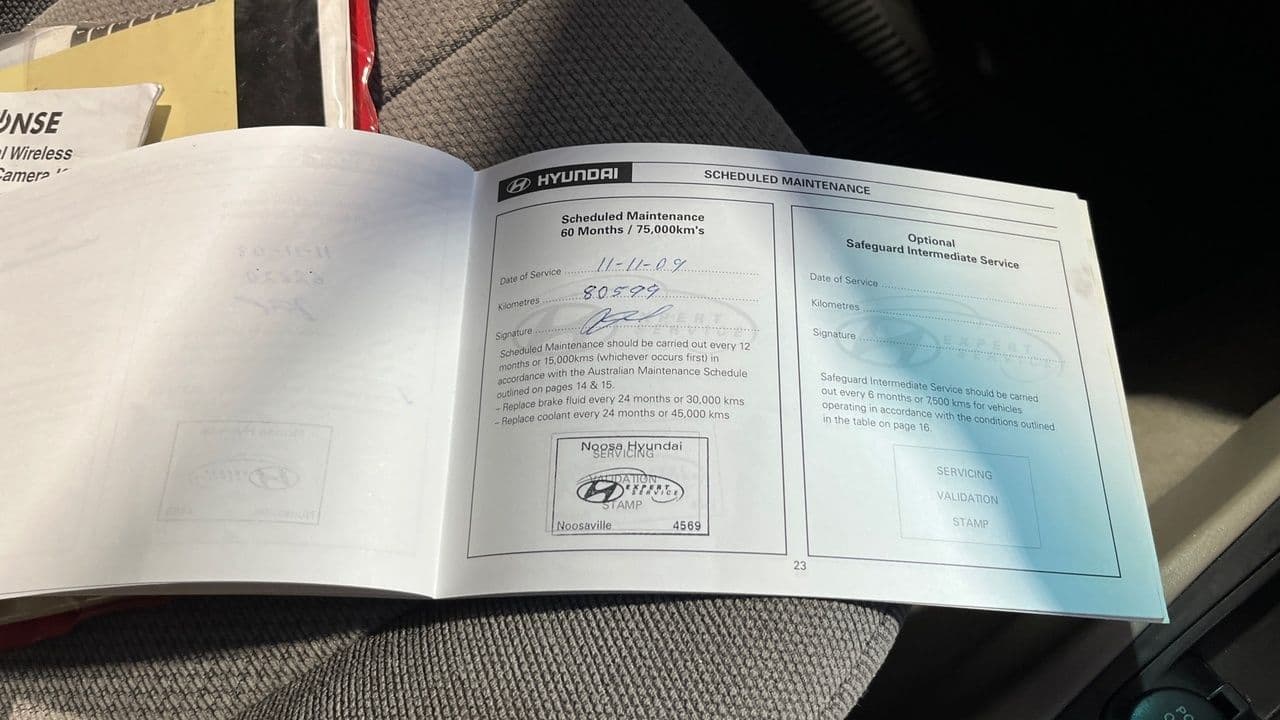 ONSE
l Wireless
Camera
HYUNDAI
SCHEDULED MAINTENANCE
Scheduled Maintenance
60 Months / 75,000km's
Date of Service 11-11-09
Kilometres 80599
Signature
EXPERT
SERVICE
Scheduled Maintenance should be carried out every 12
months or 15,000kms (whichever occurs first) in
accordance with the Australian Maintenance Schedule
outlined on pages 14 & 15.
– Replace brake fluid every 24 months or 30,000 kms
– Replace coolant every 24 months or 45,000 kms
Noosa Hyundai
SERVICING
VALIDATION
EXPERT
SERVICE
STAMP
Noosaville 4569
Optional
Safeguard Intermediate Service
Date of Service
Kilometres
Signature
EXPERT
SERVICE
Safeguard Intermediate Service should be carried
out every 6 months or 7,500 kms for vehicles
operating in accordance with the conditions outlined
in the table on page 16.
SERVICING
VALIDATION
STAMP
23